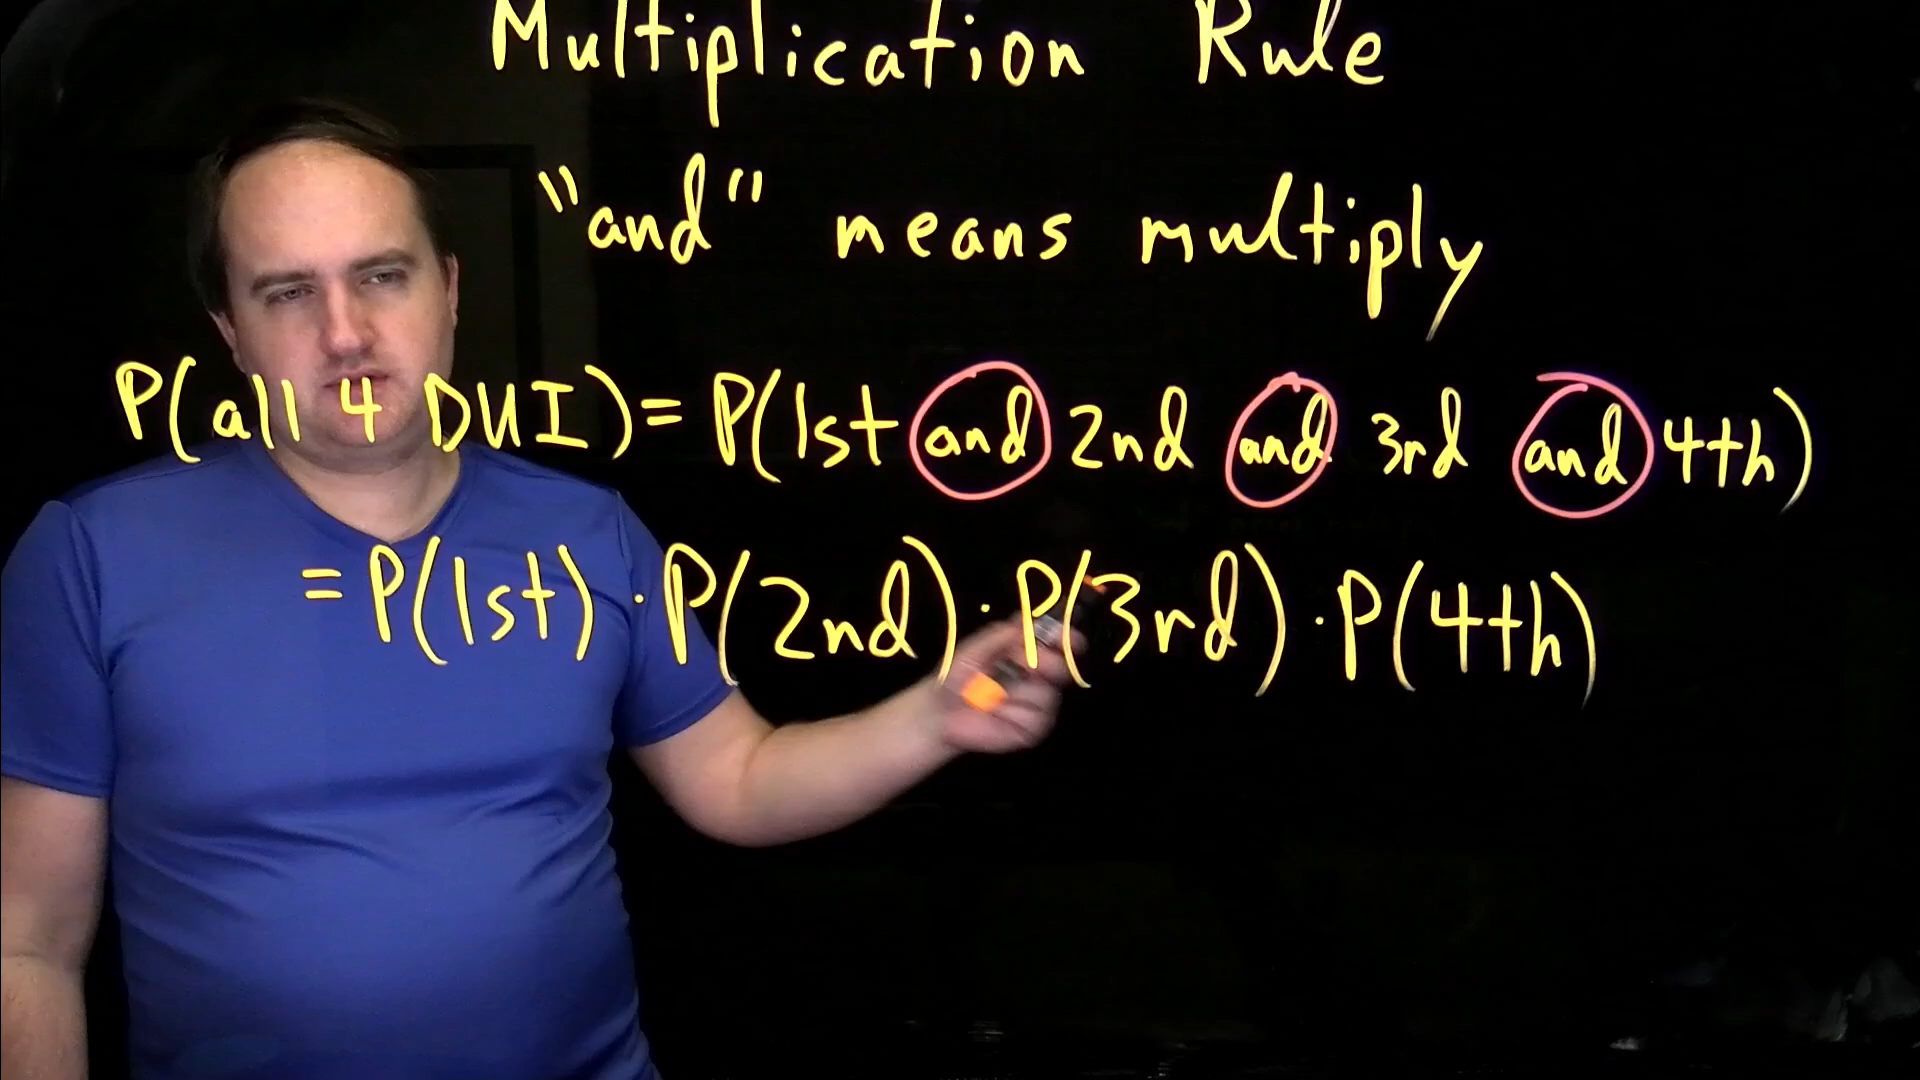 Multiplication Rule
"and" means multiply
P(all 4 DUI) = P(1st and 2nd and 3rd and 4th)
= P(1st) · P(2nd) · P(3rd) · P(4th)